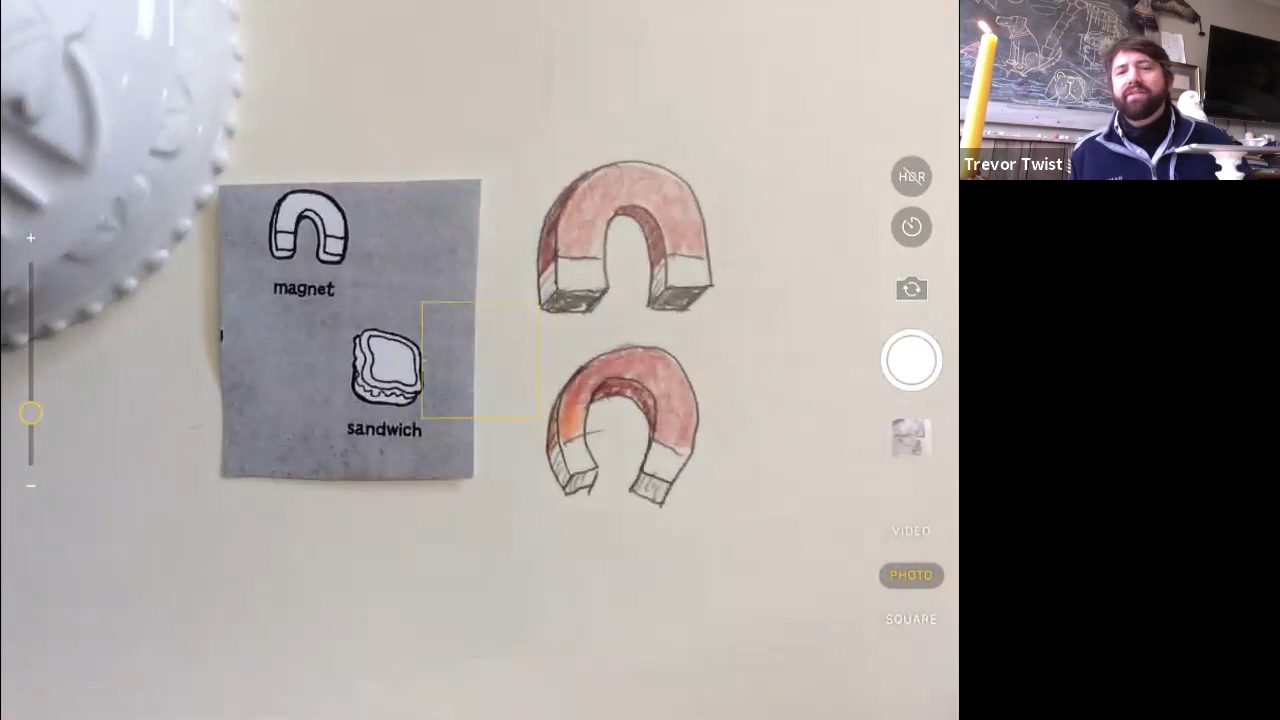 magnet
sandwich
HDR
VIDEO
PHOTO
SQUARE
Trevor Twist